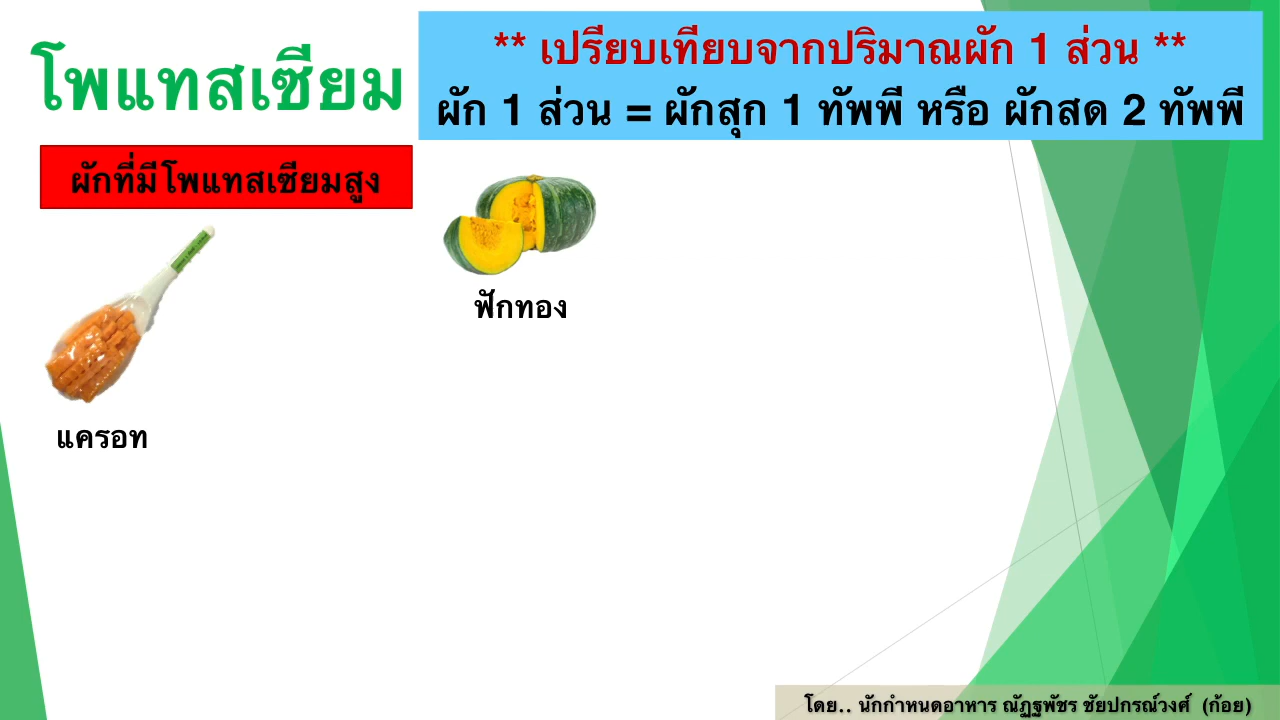 โพแทสเซียม
** เปรียบเทียบจากปริมาณผัก 1 ส่วน **
ผัก 1 ส่วน = ผักสุก 1 ทัพพี หรือ ผักสด 2 ทัพพี
ผักที่มีโพแทสเซียมสูง
ฟักทอง
แครอท
โดย.. นักกำหนดอาหาร ณัฏฐพัชร ชัยปกรณ์วงศ์ (ก้อย)